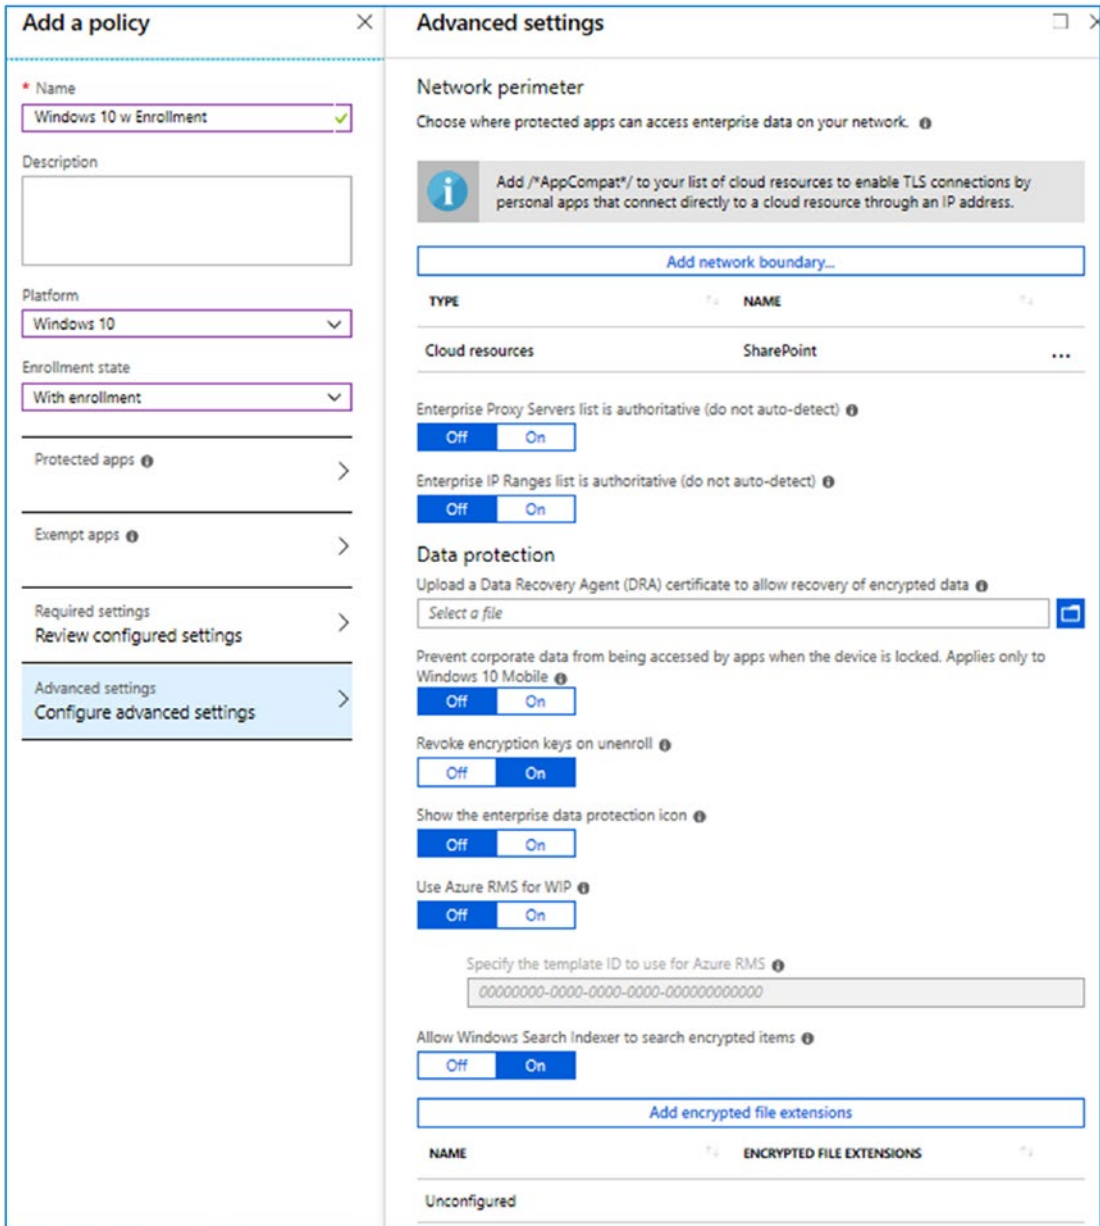 Add a policy
* Name
Windows 10 w Enrollment
Description
Platform
Windows 10
Enrollment state
With enrollment
Protected apps
Exempt apps
Required settings
Review configured settings
Advanced settings
Configure advanced settings
Advanced settings
Network perimeter
Choose where protected apps can access enterprise data on your network.
Add /*AppCompat*/ to your list of cloud resources to enable TLS connections by
personal apps that connect directly to a cloud resource through an IP address.
Add network boundary...
TYPE NAME
Cloud resources SharePoint ...
Enterprise Proxy Servers list is authoritative (do not auto-detect)
Off On
Enterprise IP Ranges list is authoritative (do not auto-detect)
Off On
Data protection
Upload a Data Recovery Agent (DRA) certificate to allow recovery of encrypted data
Select a file
Prevent corporate data from being accessed by apps when the device is locked. Applies only to
Windows 10 Mobile
Off On
Revoke encryption keys on unenroll
Off On
Show the enterprise data protection icon
Off On
Use Azure RMS for WIP
Off On
Specify the template ID to use for Azure RMS
00000000-0000-0000-0000-000000000000
Allow Windows Search Indexer to search encrypted items
Off On
Add encrypted file extensions
NAME ENCRYPTED FILE EXTENSIONS
Unconfigured